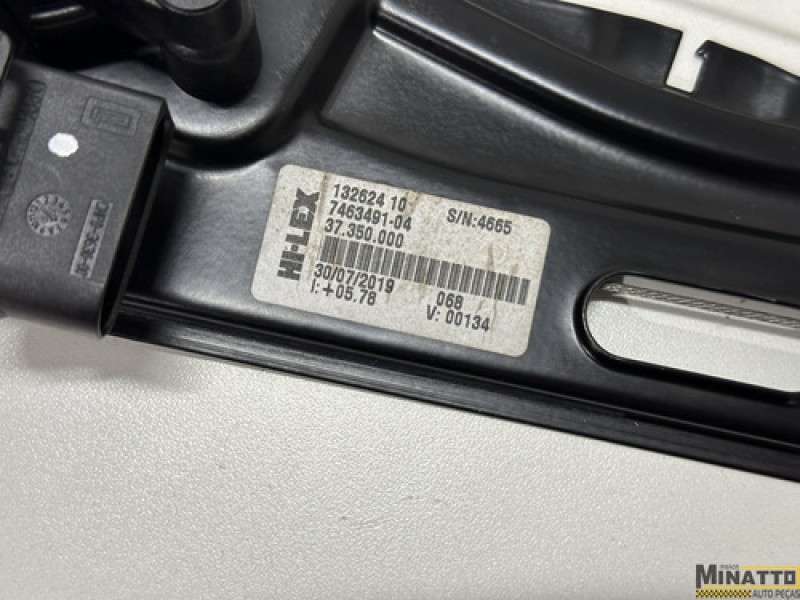 HI-LEX
132624 10 S/N:4665
7463491-04
37.350.000
30/07/2019 068
I:+05.78 V: 00134
MINATTO
AUTO PEÇAS